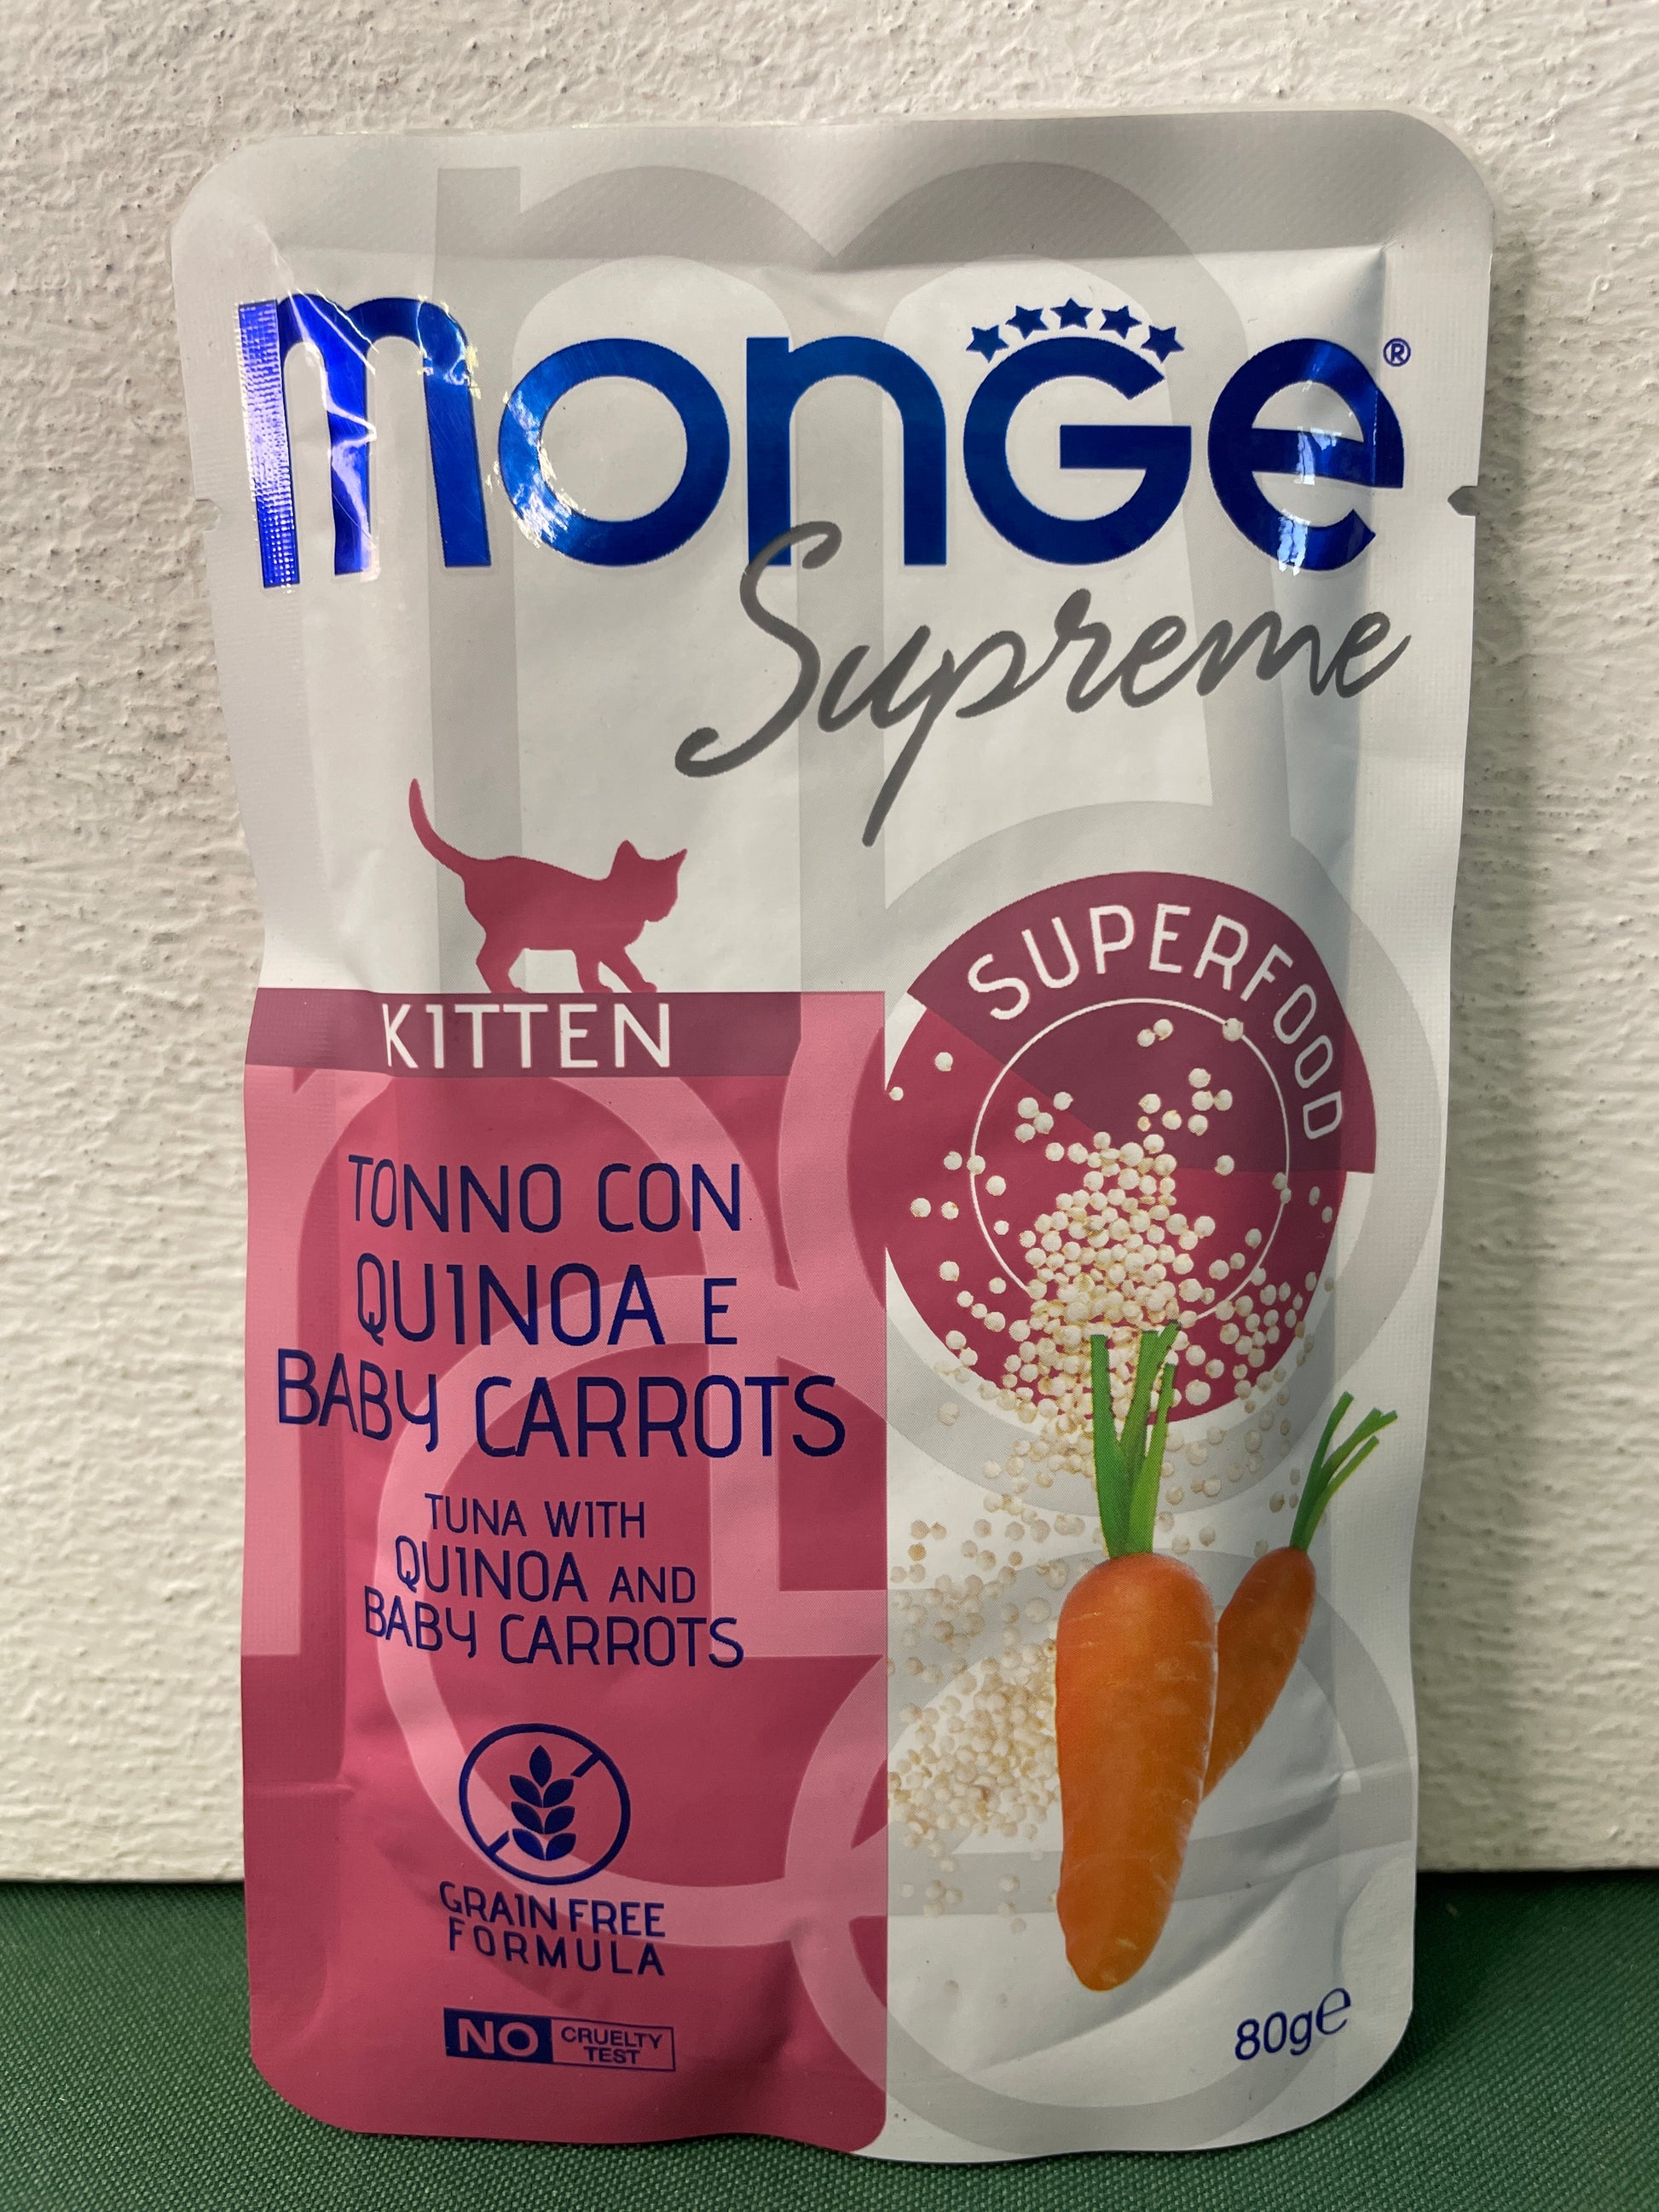 monGe®
Supreme
KITTEN
SUPERFOOD
TONNO CON
QUINOA E
BABY CARROTS
TUNA WITH
QUINOA AND
BABY CARROTS
GRAIN FREE
FORMULA
NO CRUELTY
TEST
80g℮